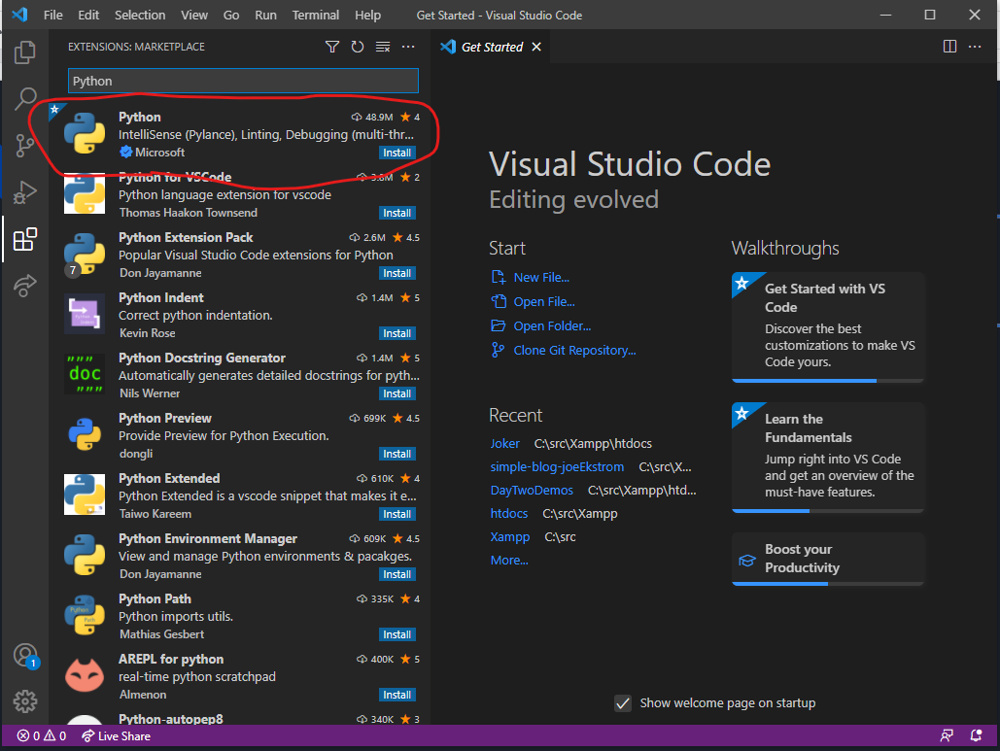 File Edit Selection View Go Run Terminal Help Get Started - Visual Studio Code
EXTENSIONS: MARKETPLACE
Python
Python 48.9M 4
IntelliSense (Pylance), Linting, Debugging (multi-thr...
Microsoft Install
Python for VSCode 3.8M 2
Python language extension for vscode
Thomas Haakon Townsend Install
Python Extension Pack 2.6M 4.5
Popular Visual Studio Code extensions for Python
7
Don Jayamanne Install
Python Indent 1.4M 5
Correct python indentation.
Kevin Rose Install
"""
doc
"""
Python Docstring Generator 1.4M 5
Automatically generates detailed docstrings for pyth...
Nils Werner Install
Python Preview 699K 4.5
Provide Preview for Python Execution.
dongli Install
Python Extended 610K 4
Python Extended is a vscode snippet that makes it e...
Taiwo Kareem Install
Python Environment Manager 609K 4.5
View and manage Python environments & pacakges.
Don Jayamanne Install
Python Path 335K 4
Python imports utils.
Mathias Gesbert Install
AREPL for python 400K 5
real-time python scratchpad
Almenon Install
Python-autopep8 340K 3
1
Get Started
Visual Studio Code
Editing evolved
Start
New File...
Open File...
Open Folder...
Clone Git Repository...
Recent
Joker C:\src\Xampp\htdocs
simple-blog-joeEkstrom C:\src\X...
DayTwoDemos C:\src\Xampp\htd...
htdocs C:\src\Xampp
Xampp C:\src
More...
Walkthroughs
Get Started with VS
Code
Discover the best
customizations to make VS
Code yours.
Learn the
Fundamentals
Jump right into VS Code
and get an overview of the
must-have features.
Boost your
Productivity
Show welcome page on startup
0 0 Live Share